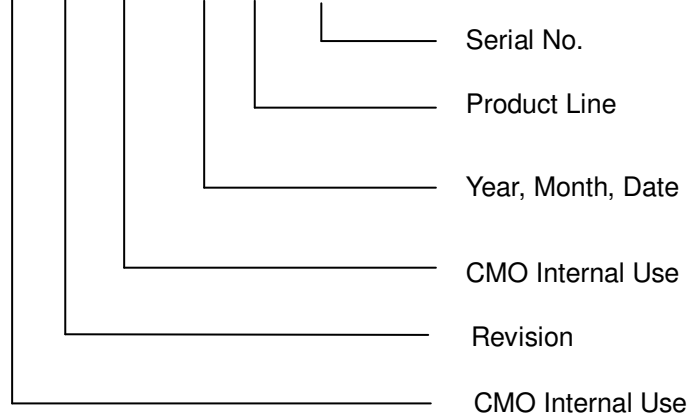 Serial No.
Product Line
Year, Month, Date
CMO Internal Use
Revision
CMO Internal Use